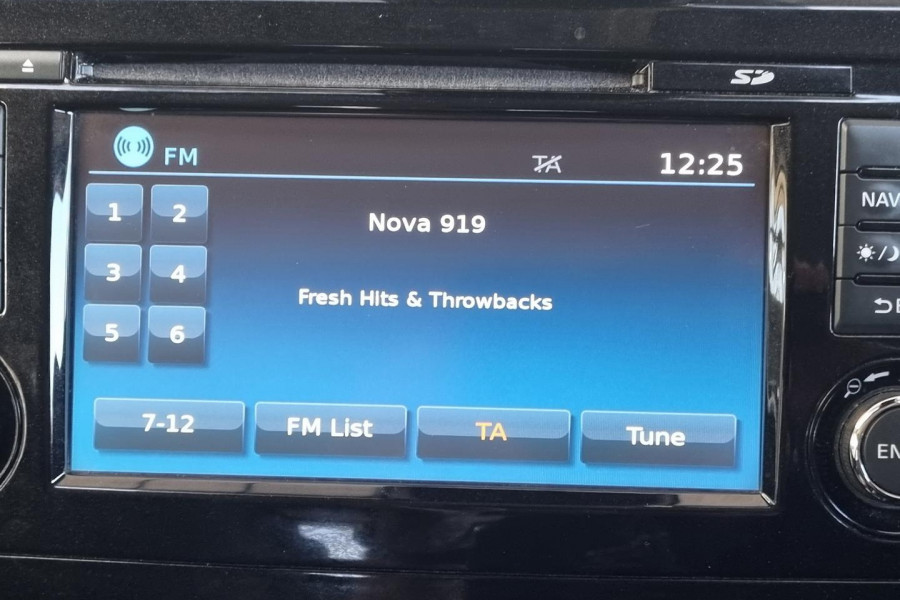 SD
FM TA 12:25
1 2
Nova 919
3 4
Fresh Hits & Throwbacks
5 6
7-12 FM List TA Tune
NAV